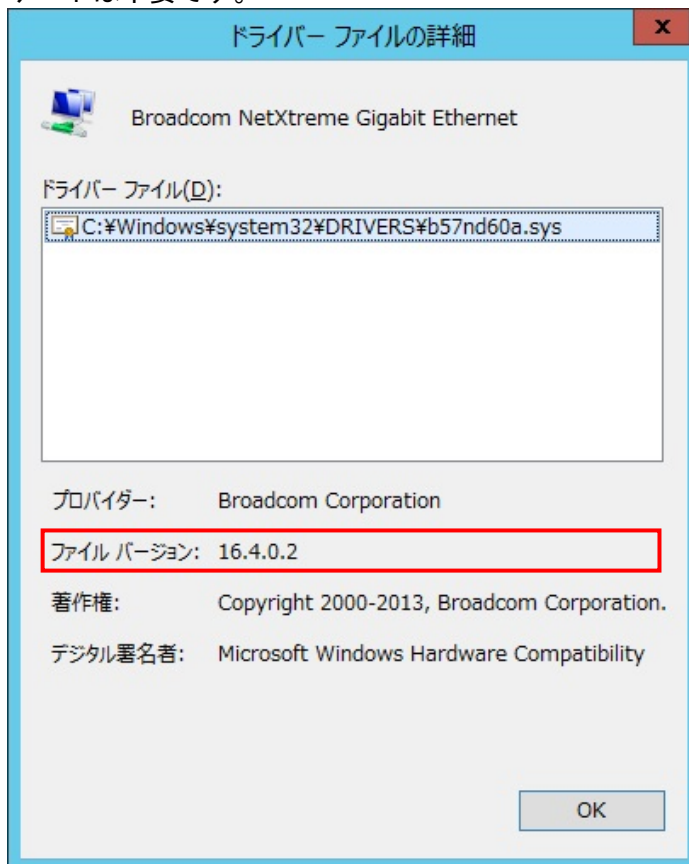 ドライバー ファイルの詳細
x
Broadcom NetXtreme Gigabit Ethernet
ドライバー ファイル(D):
C:¥Windows¥system32¥DRIVERS¥b57nd60a.sys
プロバイダー: Broadcom Corporation
ファイル バージョン: 16.4.0.2
著作権: Copyright 2000-2013, Broadcom Corporation.
デジタル署名者: Microsoft Windows Hardware Compatibility
OK